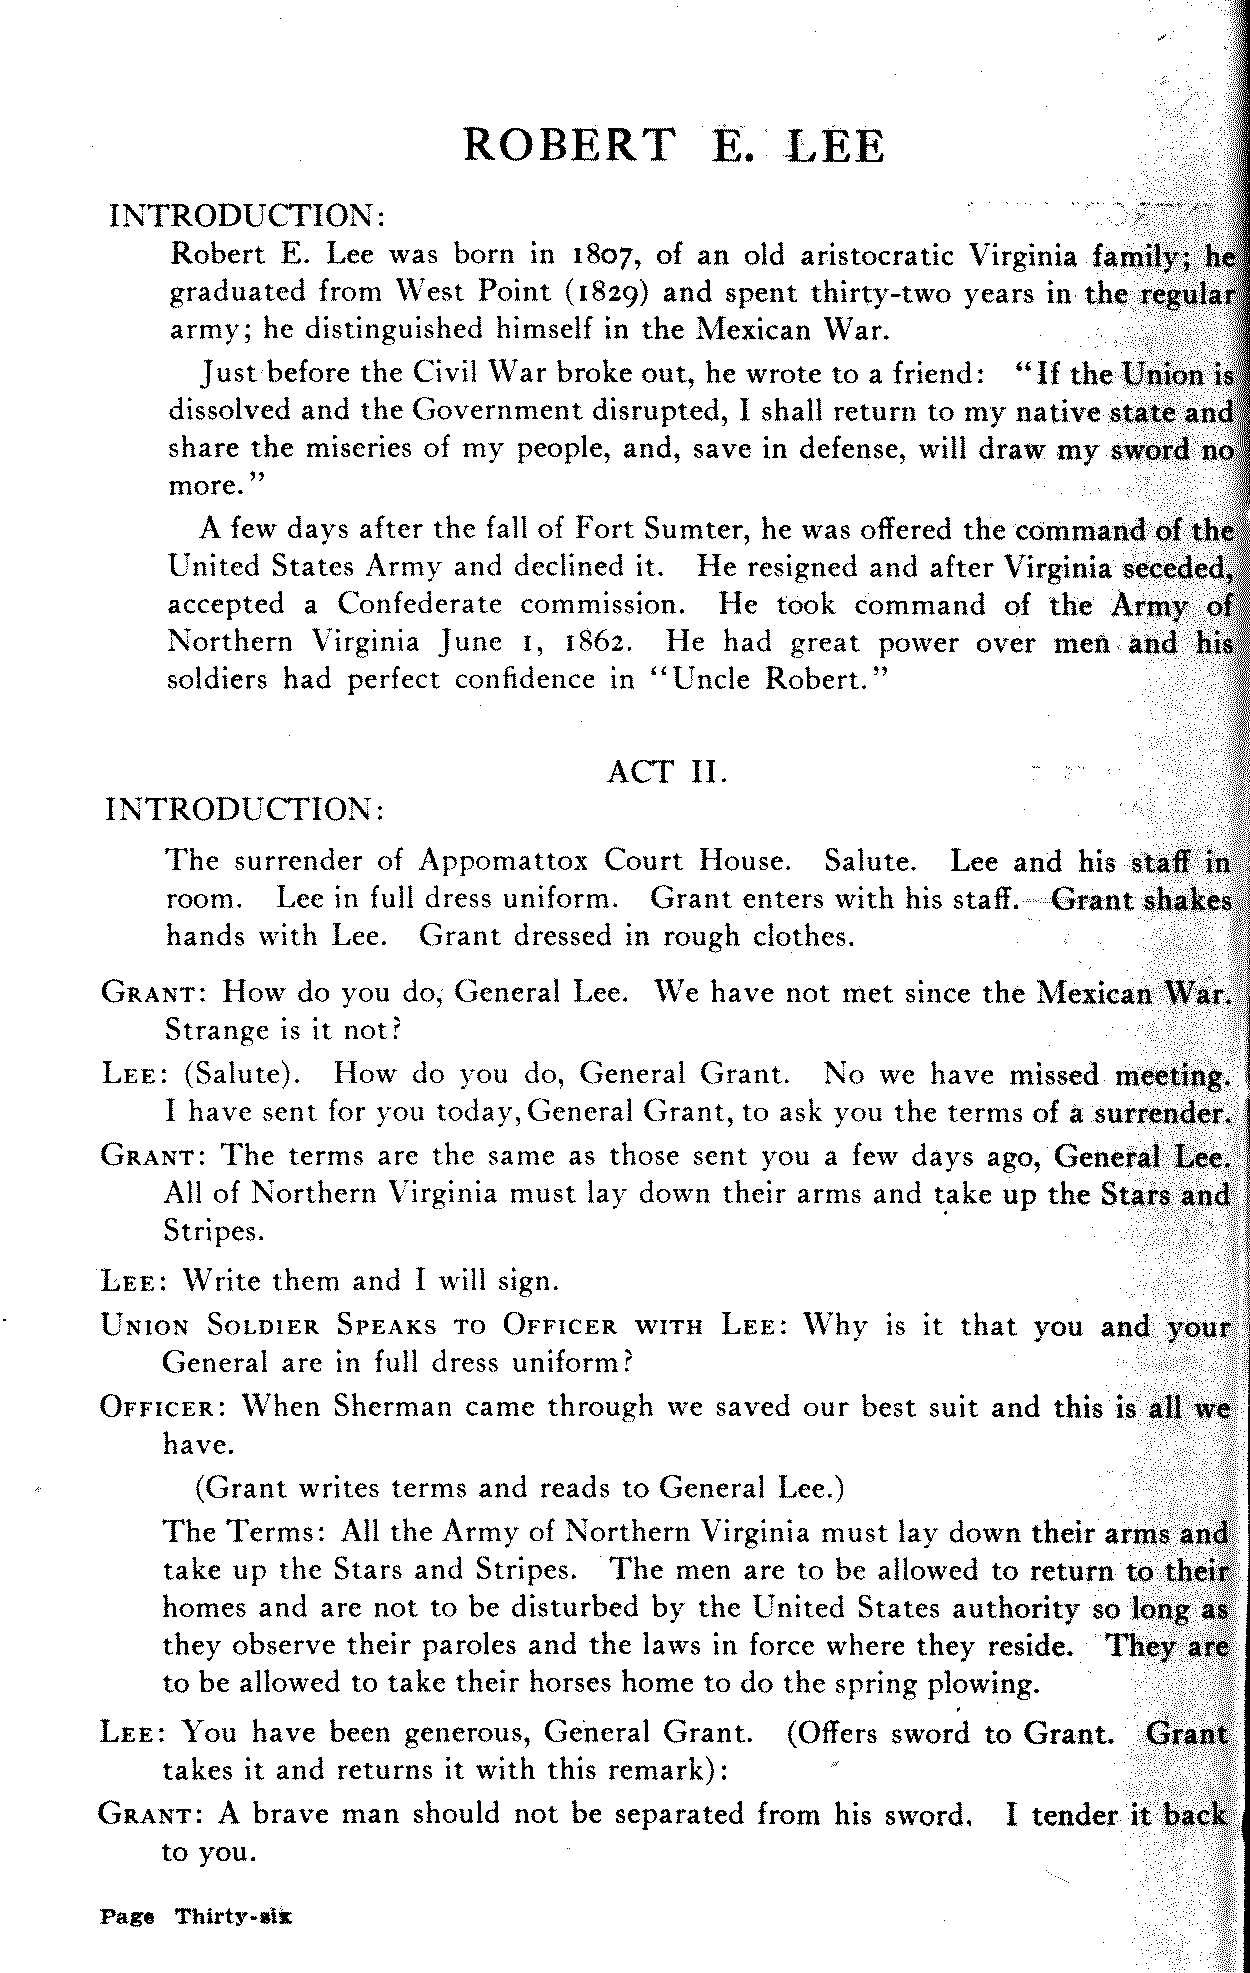 ROBERT E. LEE
INTRODUCTION:
Robert E. Lee was born in 1807, of an old aristocratic Virginia family; he
graduated from West Point (1829) and spent thirty-two years in the regular
army; he distinguished himself in the Mexican War.
Just before the Civil War broke out, he wrote to a friend: "If the Union is
dissolved and the Government disrupted, I shall return to my native state and
share the miseries of my people, and, save in defense, will draw my sword no
more."
A few days after the fall of Fort Sumter, he was offered the command of the
United States Army and declined it. He resigned and after Virginia seceded,
accepted a Confederate commission. He took command of the Army of
Northern Virginia June 1, 1862. He had great power over men and his
soldiers had perfect confidence in "Uncle Robert."
ACT II.
INTRODUCTION:
The surrender of Appomattox Court House. Salute. Lee and his staff in
room. Lee in full dress uniform. Grant enters with his staff. Grant shakes
hands with Lee. Grant dressed in rough clothes.
GRANT: How do you do, General Lee. We have not met since the Mexican War.
Strange is it not?
LEE: (Salute). How do you do, General Grant. No we have missed meeting.
I have sent for you today, General Grant, to ask you the terms of a surrender.
GRANT: The terms are the same as those sent you a few days ago, General Lee.
All of Northern Virginia must lay down their arms and take up the Stars and
Stripes.
LEE: Write them and I will sign.
UNION SOLDIER SPEAKS TO OFFICER WITH LEE: Why is it that you and your
General are in full dress uniform?
OFFICER: When Sherman came through we saved our best suit and this is all we
have.
(Grant writes terms and reads to General Lee.)
The Terms: All the Army of Northern Virginia must lay down their arms and
take up the Stars and Stripes. The men are to be allowed to return to their
homes and are not to be disturbed by the United States authority so long as
they observe their paroles and the laws in force where they reside. They are
to be allowed to take their horses home to do the spring plowing.
LEE: You have been generous, General Grant. (Offers sword to Grant. Grant
takes it and returns it with this remark):
GRANT: A brave man should not be separated from his sword. I tender it back
to you.
Page Thirty-six